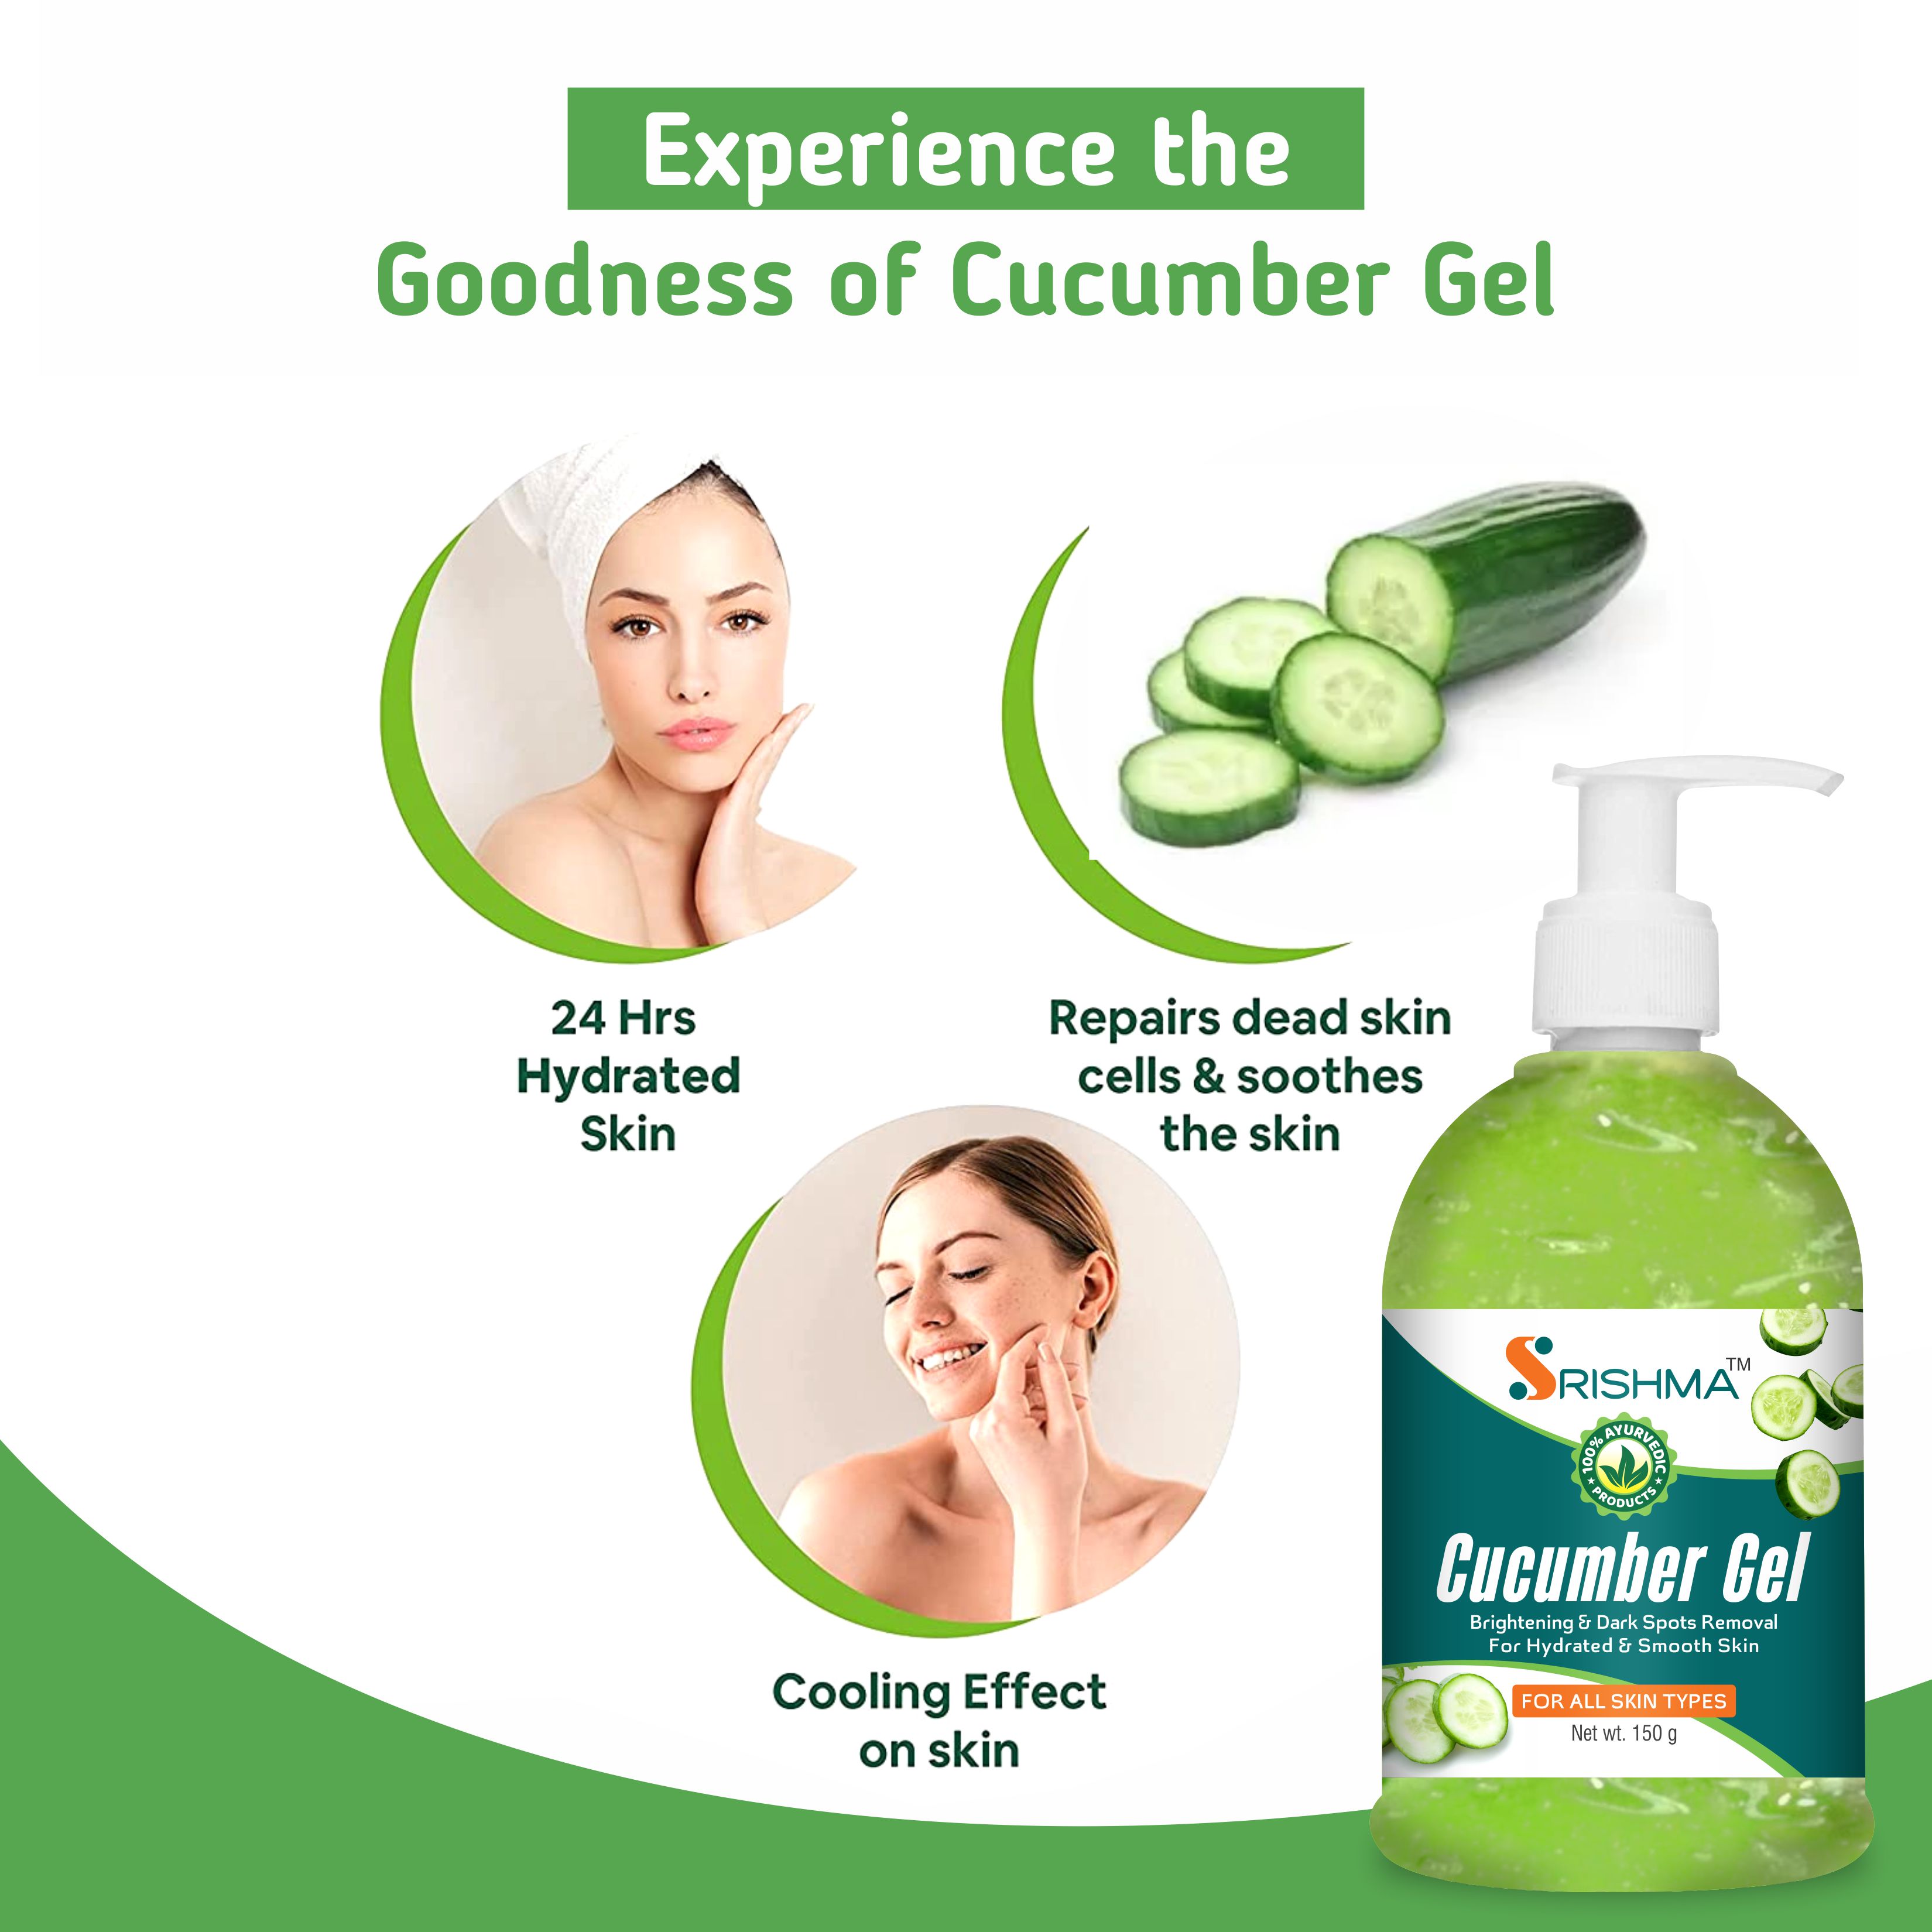 Experience the
Goodness of Cucumber Gel
24 Hrs
Hydrated
Skin
Repairs dead skin
cells & soothes
the skin
Cooling Effect
on skin
SRISHMA™
100% AYURVEDIC
PRODUCTS
Cucumber Gel
Brightening & Dark Spots Removal
For Hydrated & Smooth Skin
FOR ALL SKIN TYPES
Net wt. 150 g